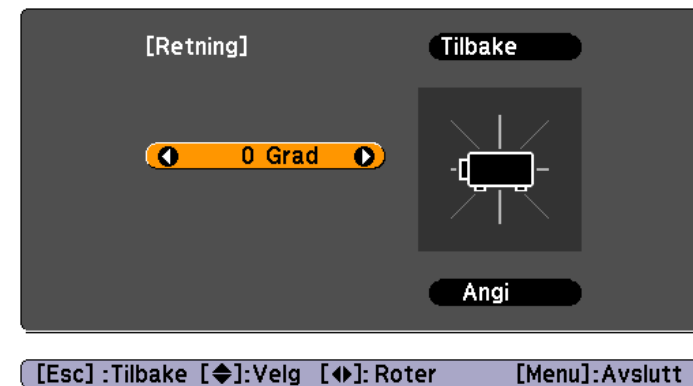 [Retning] Tilbake
0 Grad
Angi
[Esc] :Tilbake [◆]:Velg [◀▶]: Roter [Menu]:Avslutt